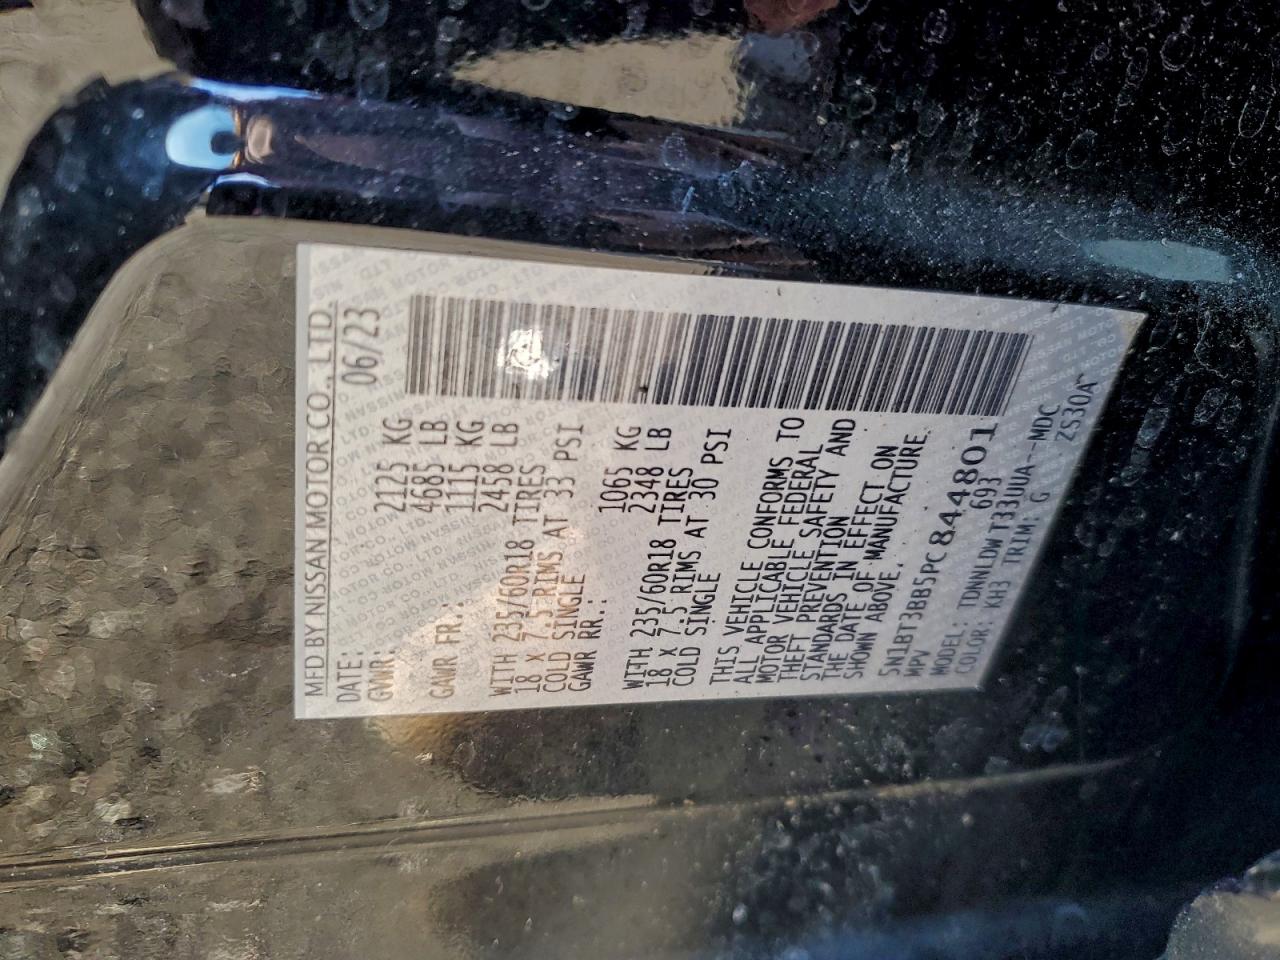 MFD BY NISSAN MOTOR CO., LTD.
DATE: 06/23
GVWR: 2125 KG
4685 LB
GAWR FR.: 1115 KG
2458 LB
WITH 235/60R18 TIRES
18 x 7.5 RIMS AT 33 PSI
COLD SINGLE
GAWR RR.: 1065 KG
2348 LB
WITH 235/60R18 TIRES
18 x 7.5 RIMS AT 30 PSI
COLD SINGLE
THIS VEHICLE CONFORMS TO
ALL APPLICABLE FEDERAL
MOTOR VEHICLE SAFETY AND
THEFT PREVENTION
STANDARDS IN EFFECT ON
THE DATE OF MANUFACTURE
SHOWN ABOVE.
5N1BT3BB5PC844801
MPV 693
MODEL: TDMNNLDWT33UUA--MDC
COLOR: KH3 TRIM: G ZS30A